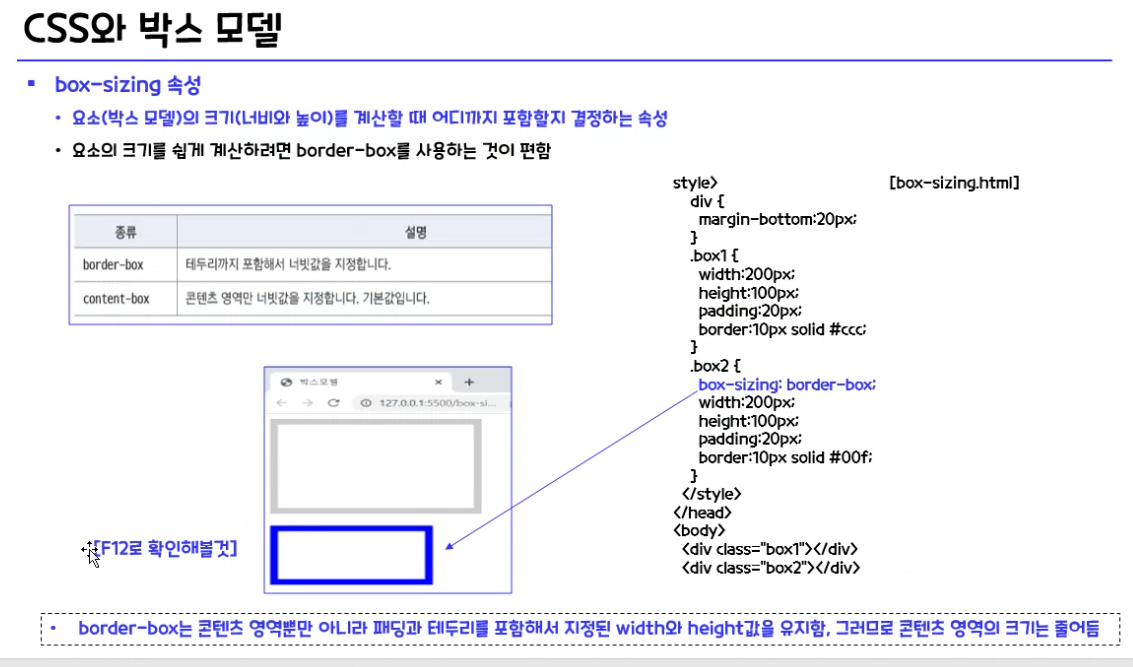 CSS와 박스 모델
▪ box-sizing 속성
• 요소(박스 모델)의 크기(너비와 높이)를 계산할 때 어디까지 포함할지 결정하는 속성
• 요소의 크기를 쉽게 계산하려면 border-box를 사용하는 것이 편함
종류 설명
border-box 테두리까지 포함해서 너빗값을 지정합니다.
content-box 콘텐츠 영역만 너빗값을 지정합니다. 기본값입니다.
박스모델
127.0.0.1:5500/box-si...
[F12로 확인해볼것]
style> [box-sizing.html]
div {
margin-bottom:20px;
}
.box1 {
width:200px;
height:100px;
padding:20px;
border:10px solid #ccc;
}
.box2 {
box-sizing: border-box;
width:200px;
height:100px;
padding:20px;
border:10px solid #00f;
}
</style>
</head>
<body>
<div class="box1"></div>
<div class="box2"></div>
• border-box는 콘텐츠 영역뿐만 아니라 패딩과 테두리를 포함해서 지정된 width와 height값을 유지함, 그러므로 콘텐츠 영역의 크기는 줄어듬